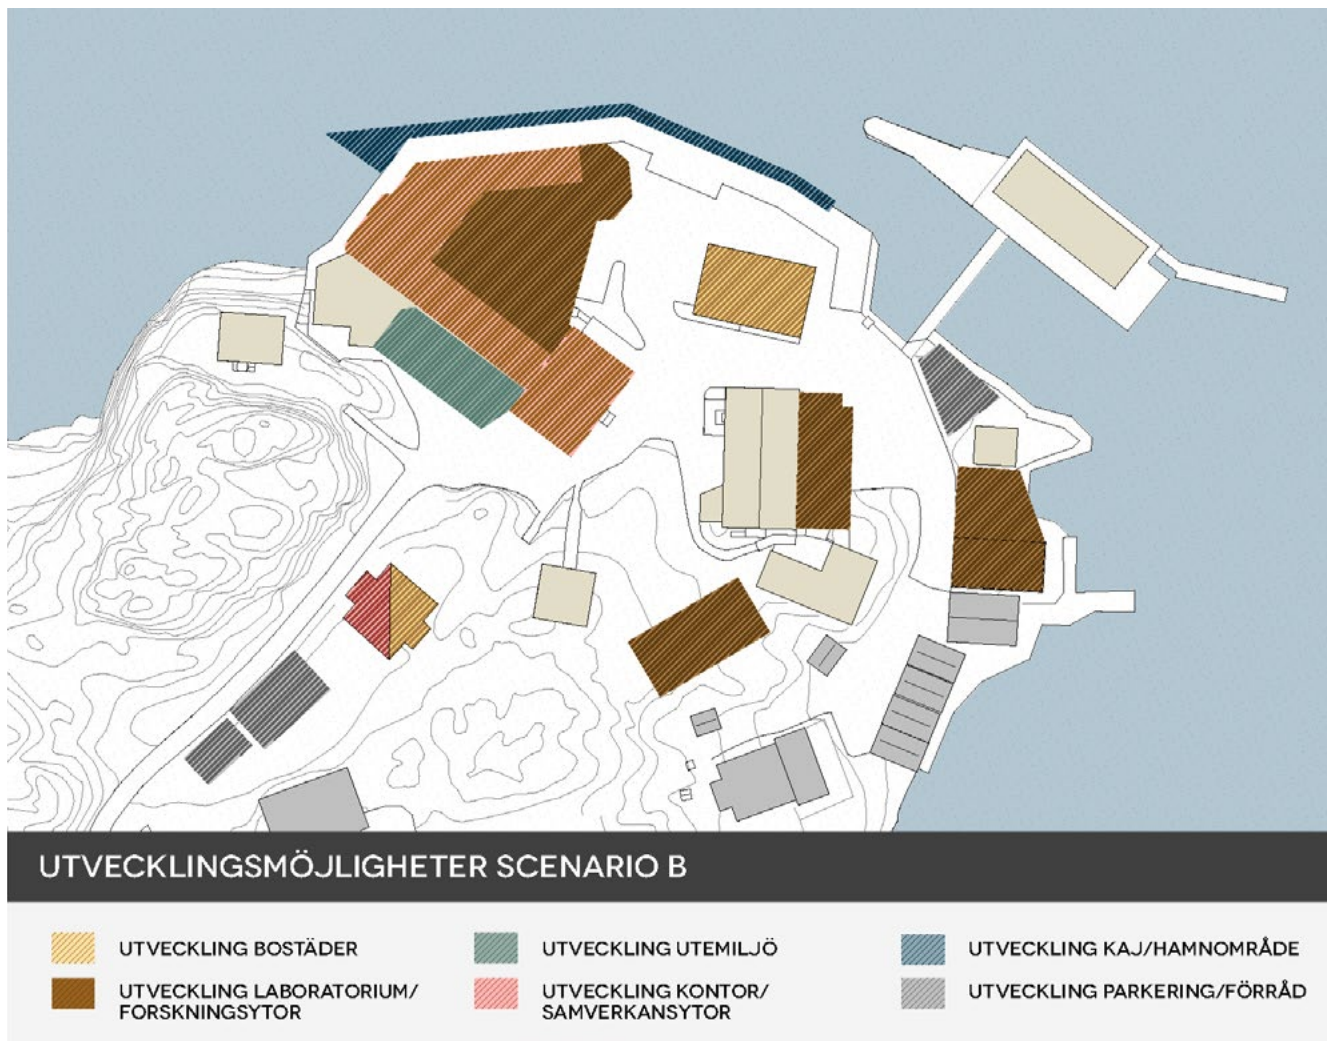 UTVECKLINGSMÖJLIGHETER SCENARIO B
UTVECKLING BOSTÄDER
UTVECKLING LABORATORIUM/
FORSKNINGSYTOR
UTVECKLING UTEMILJÖ
UTVECKLING KONTOR/
SAMVERKANSYTOR
UTVECKLING KAJ/HAMNOMRÅDE
UTVECKLING PARKERING/FÖRRÅD